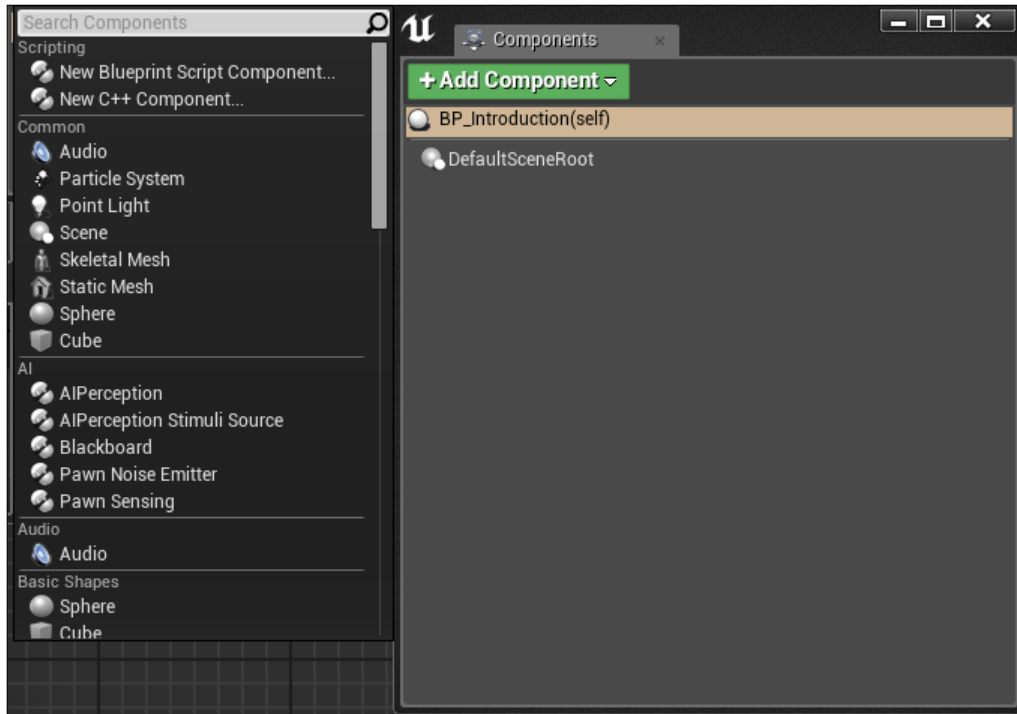 Search Components
Scripting
New Blueprint Script Component...
New C++ Component...
Common
Audio
Particle System
Point Light
Scene
Skeletal Mesh
Static Mesh
Sphere
Cube
AI
AIPerception
AIPerception Stimuli Source
Blackboard
Pawn Noise Emitter
Pawn Sensing
Audio
Audio
Basic Shapes
Sphere
Cube
Components
+Add Component
BP_Introduction(self)
DefaultSceneRoot